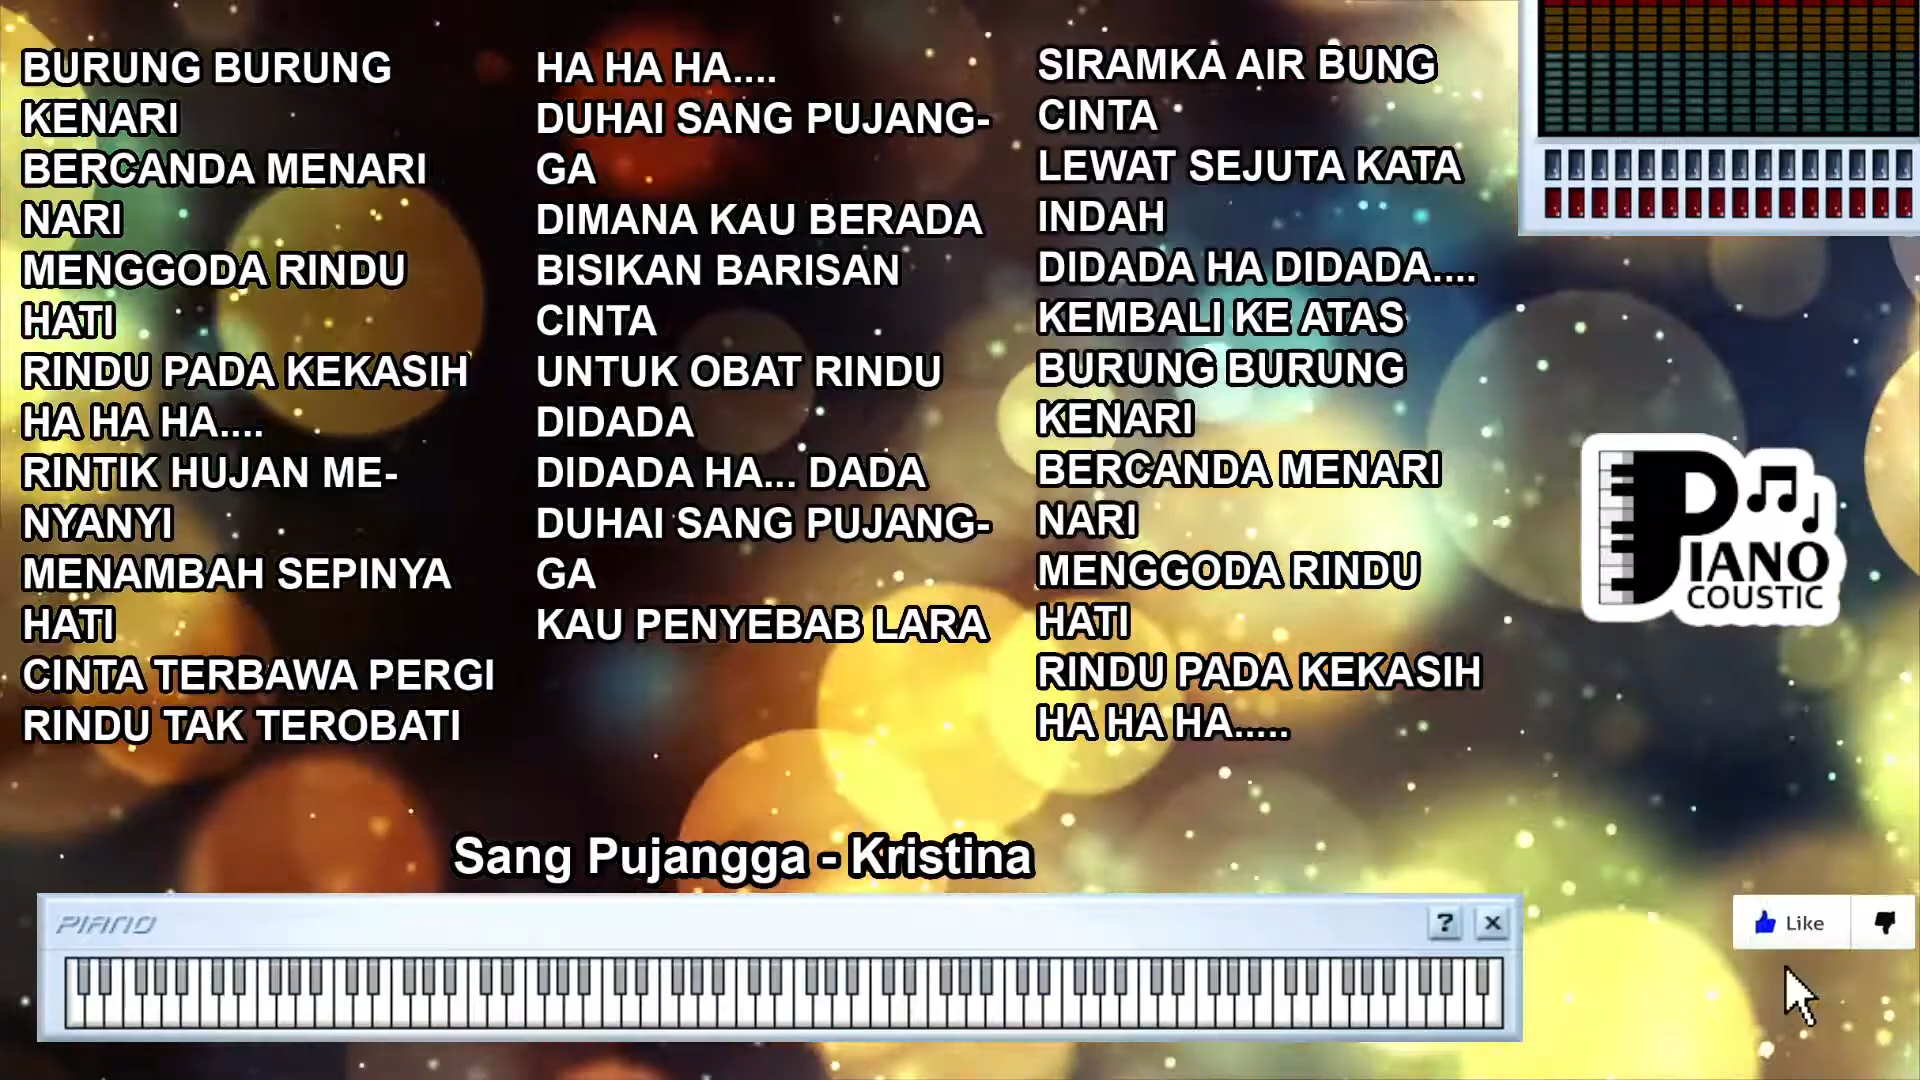 BURUNG BURUNG
KENARI
BERCANDA MENARI
NARI
MENGGODA RINDU
HATI
RINDU PADA KEKASIH
HA HA HA....
RINTIK HUJAN ME-
NYANYI
MENAMBAH SEPINYA
HATI
CINTA TERBAWA PERGI
RINDU TAK TEROBATI
HA HA HA....
DUHAI SANG PUJANG-
GA
DIMANA KAU BERADA
BISIKAN BARISAN
CINTA
UNTUK OBAT RINDU
DIDADA
DIDADA HA... DADA
DUHAI SANG PUJANG-
GA
KAU PENYEBAB LARA
SIRAMKA AIR BUNG
CINTA
LEWAT SEJUTA KATA
INDAH
DIDADA HA DIDADA....
KEMBALI KE ATAS
BURUNG BURUNG
KENARI
BERCANDA MENARI
NARI
MENGGODA RINDU
HATI
RINDU PADA KEKASIH
HA HA HA.....
PIANO
COUSTIC
Sang Pujangga - Kristina
PIANO
? X
Like